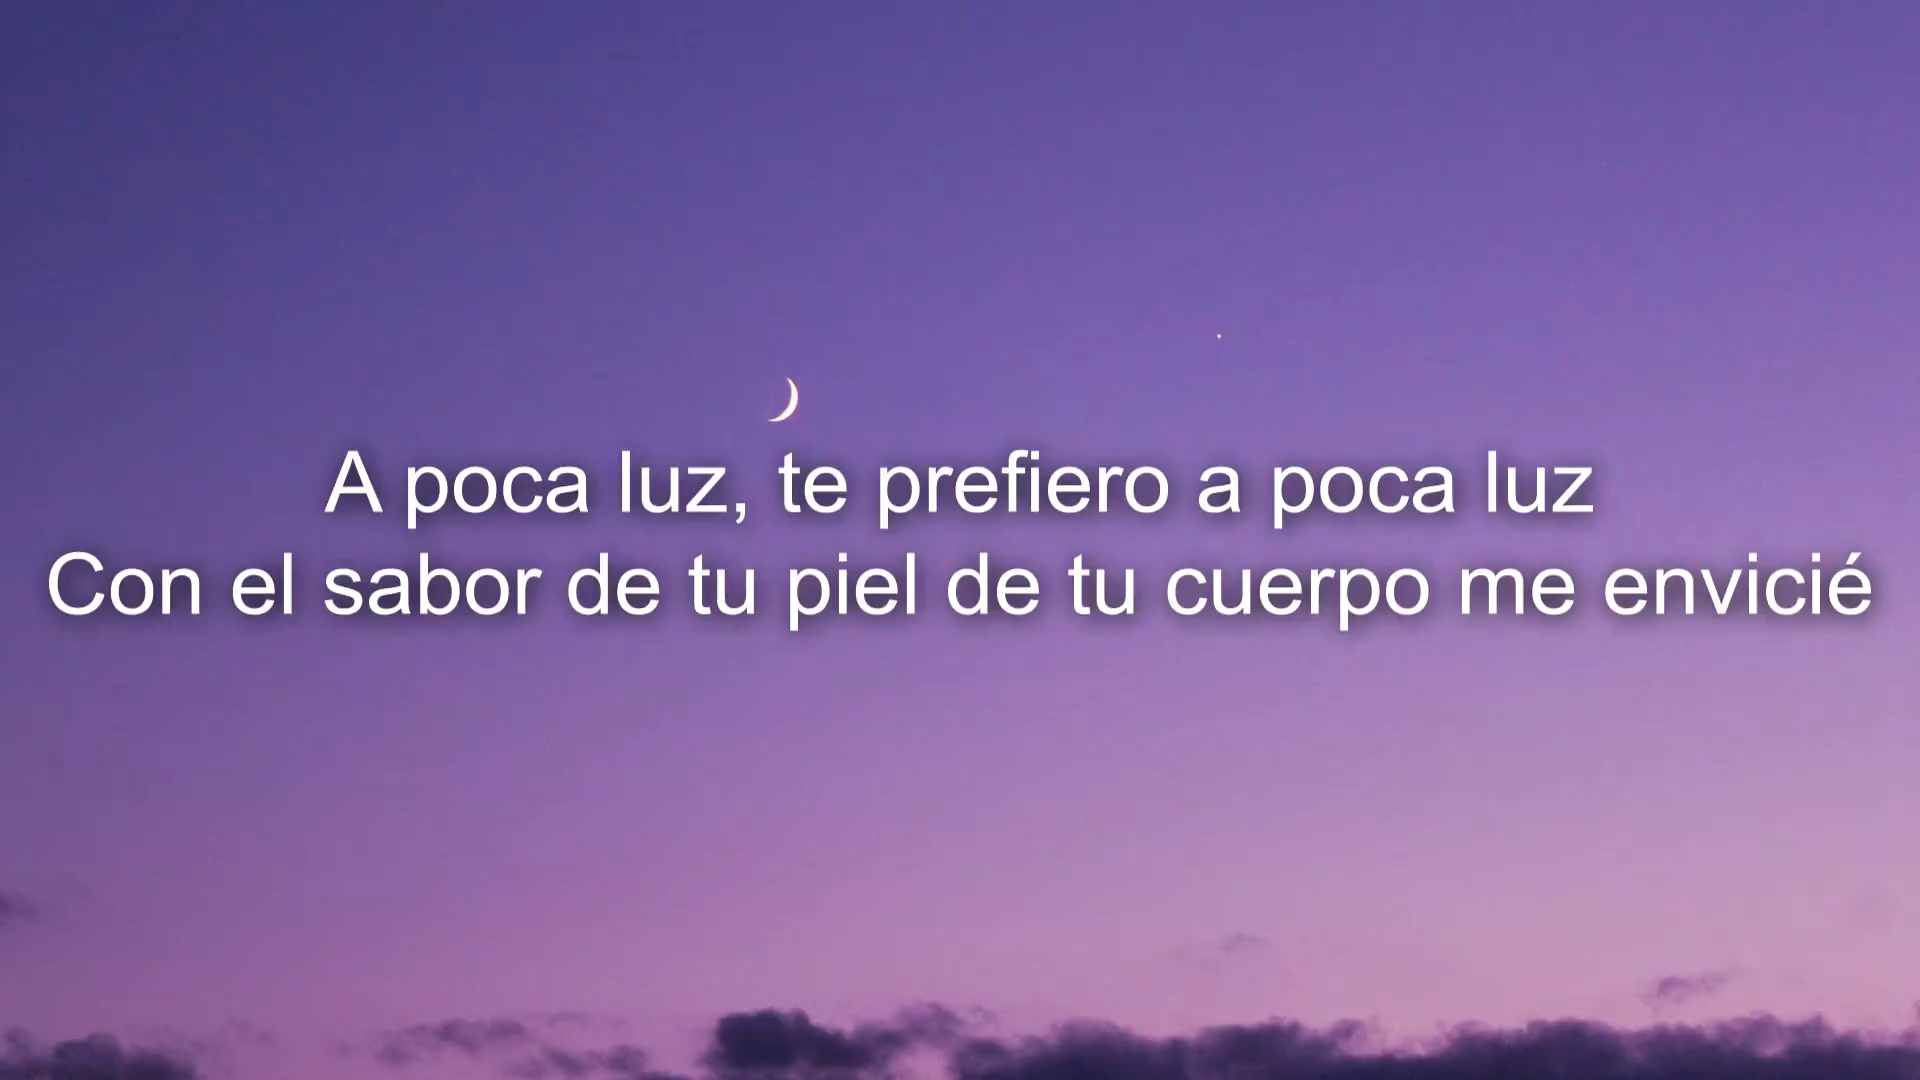 A poca luz, te prefiero a poca luz
Con el sabor de tu piel de tu cuerpo me envicié